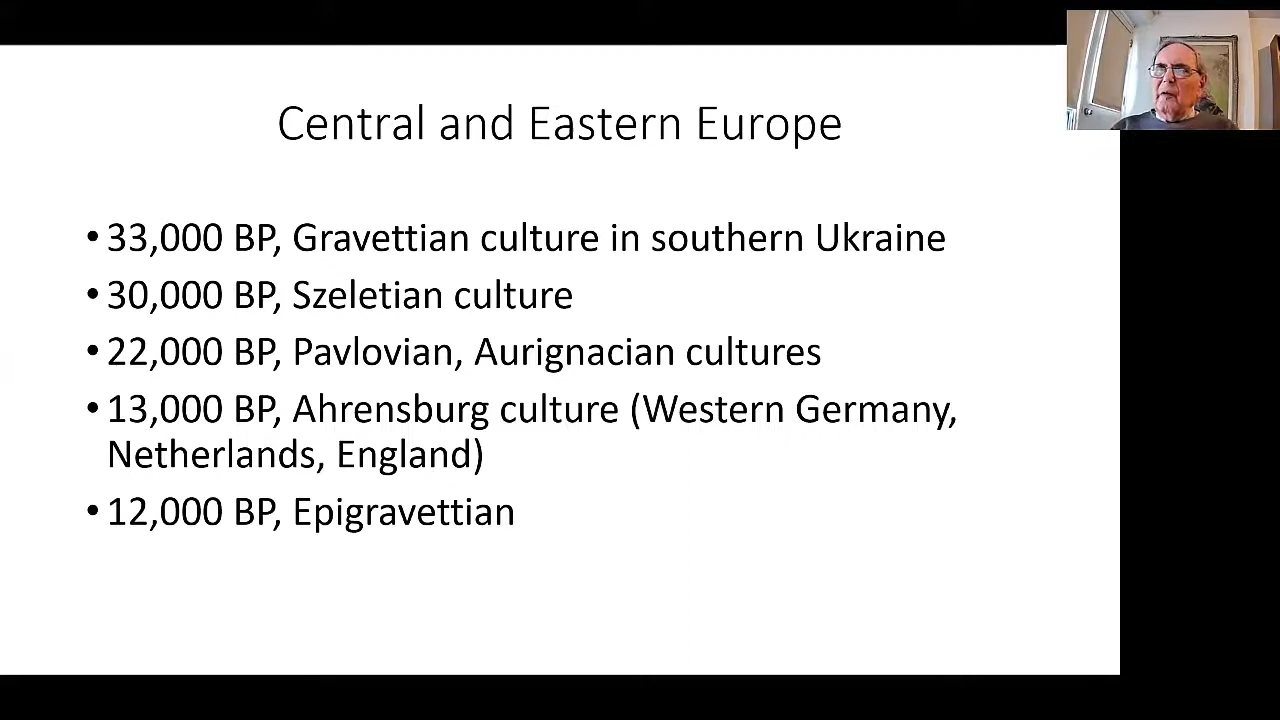 Central and Eastern Europe
•33,000 BP, Gravettian culture in southern Ukraine
•30,000 BP, Szeletian culture
•22,000 BP, Pavlovian, Aurignacian cultures
•13,000 BP, Ahrensburg culture (Western Germany,
Netherlands, England)
•12,000 BP, Epigravettian